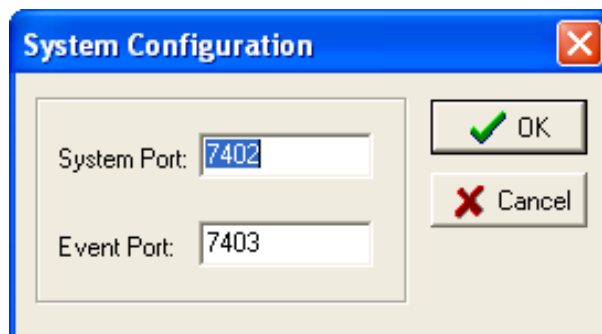 System Configuration
System Port: 7402
OK
Cancel
Event Port: 7403